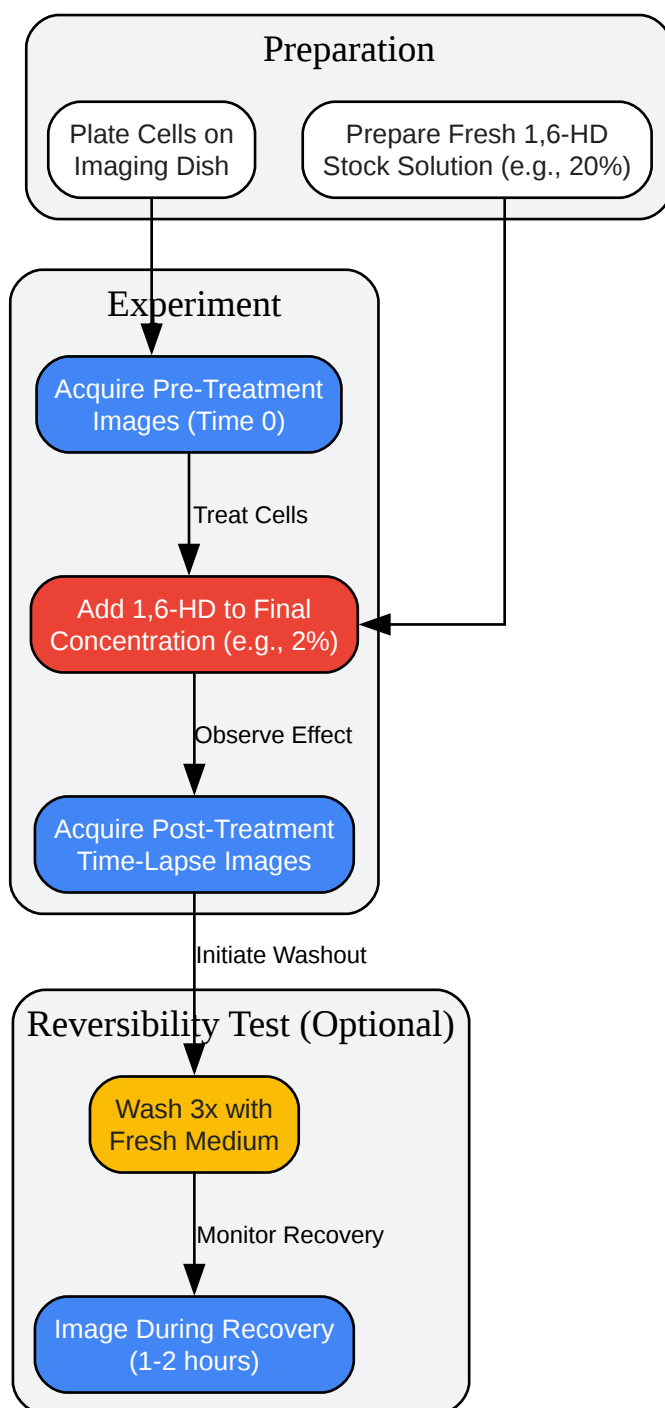 Preparation
Plate Cells on
Imaging Dish
Prepare Fresh 1,6-HD
Stock Solution (e.g., 20%)
Experiment
Acquire Pre-Treatment
Images (Time 0)
Treat Cells
Add 1,6-HD to Final
Concentration (e.g., 2%)
Observe Effect
Acquire Post-Treatment
Time-Lapse Images
Initiate Washout
Reversibility Test (Optional)
Wash 3x with
Fresh Medium
Monitor Recovery
Image During Recovery
(1-2 hours)